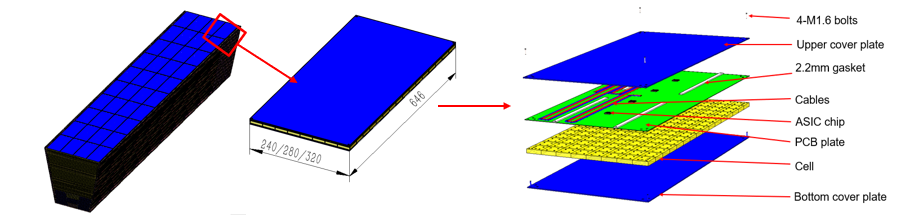 4-M1.6 bolts
Upper cover plate
2.2mm gasket
Cables
ASIC chip
PCB plate
Cell
Bottom cover plate
646
240/280/320